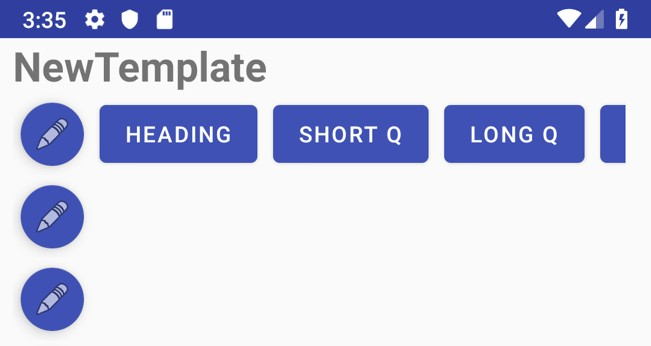 3:35
NewTemplate
HEADING SHORT Q LONG Q